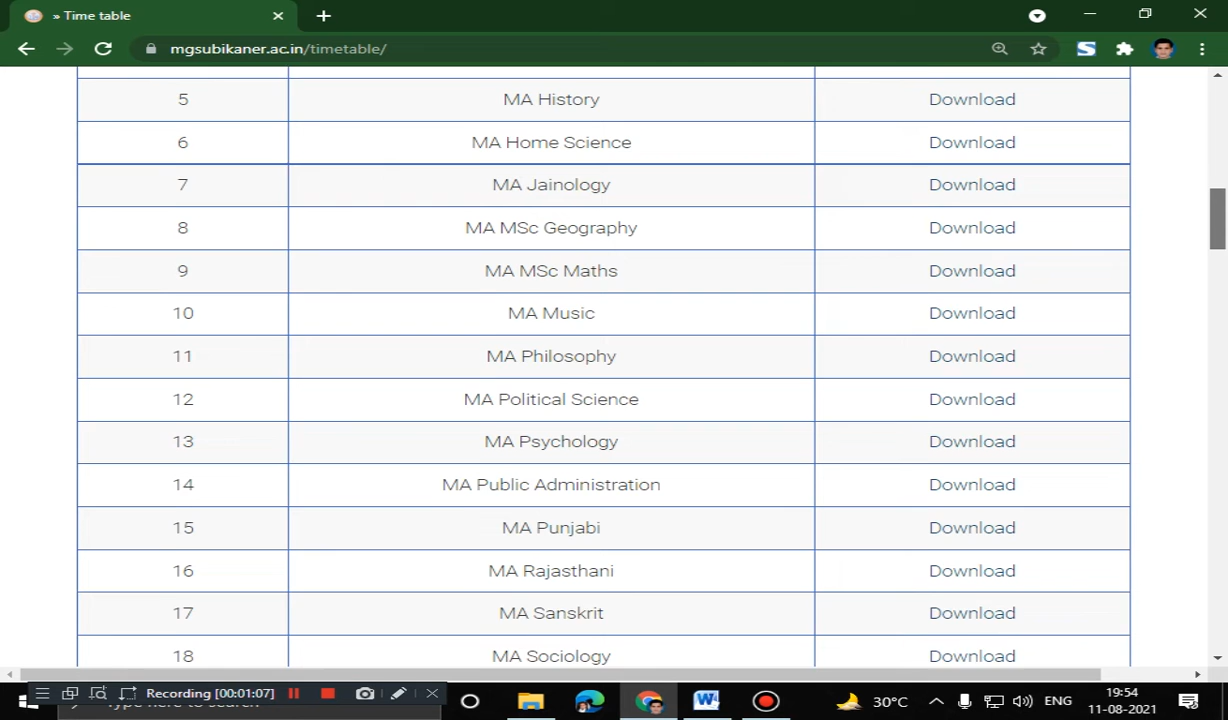 » Time table
mgsubikaner.ac.in/timetable/
5 MA History Download
6 MA Home Science Download
7 MA Jainology Download
8 MA MSc Geography Download
9 MA MSc Maths Download
10 MA Music Download
11 MA Philosophy Download
12 MA Political Science Download
13 MA Psychology Download
14 MA Public Administration Download
15 MA Punjabi Download
16 MA Rajasthani Download
17 MA Sanskrit Download
18 MA Sociology Download
Recording [00:01:07]
Type here to search
30°C
ENG
19:54
11-08-2021